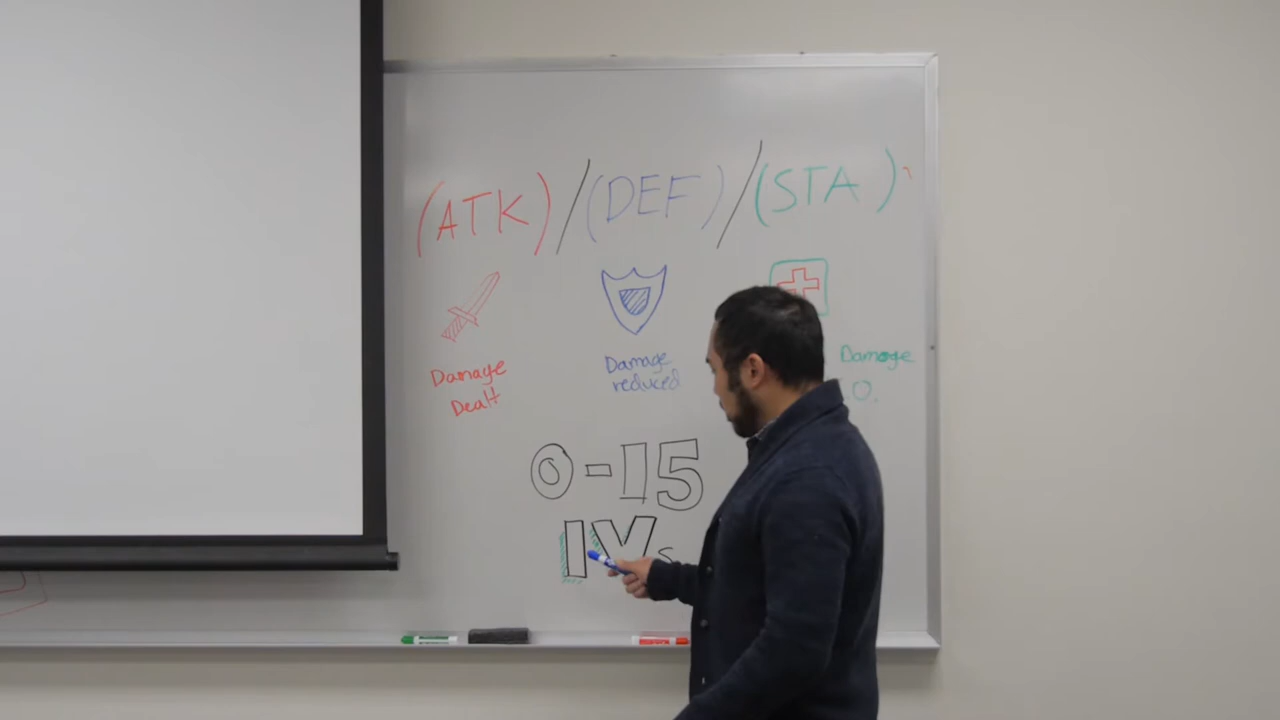 (ATK)/(DEF)/(STA)
Damage Dealt
Damage reduced
Damage
0-15
IVs